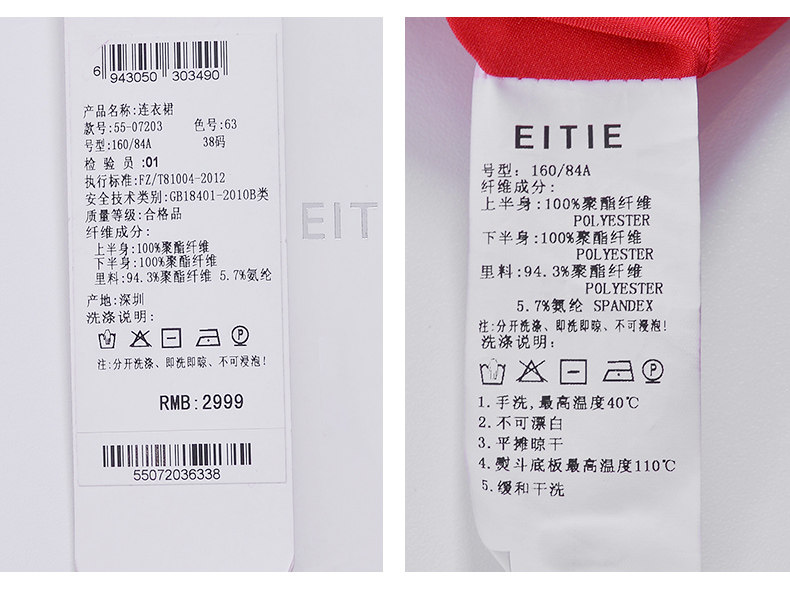 6 943050 303490
产品名称:连衣裙
款号:55-07203 色号:63
号型:160/84A 38码
检验员:01
执行标准:FZ/T81004-2012
安全技术类别:GB18401-2010B类
质量等级:合格品
纤维成分:
上半身:100%聚酯纤维
下半身:100%聚酯纤维
里料:94.3%聚酯纤维 5.7%氨纶
产地:深圳
洗涤说明:
P
注:分开洗涤、即洗即晾、不可浸泡!
RMB:2999
55072036338
EIT
EITIE
号型: 160/84A
纤维成分:
上半身:100%聚酯纤维
POLYESTER
下半身:100%聚酯纤维
POLYESTER
里料:94.3%聚酯纤维
POLYESTER
5.7%氨纶 SPANDEX
注:分开洗涤、即洗即晾、不可浸泡!
洗涤说明:
P
1.手洗,最高温度40℃
2.不可漂白
3.平摊晾干
4.熨斗底板最高温度110℃
5.缓和干洗